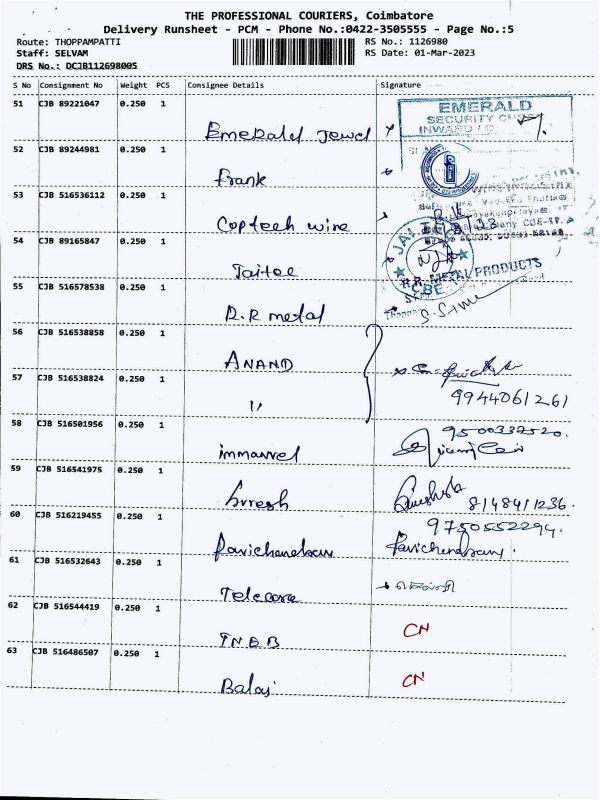 THE PROFESSIONAL COURIERS, Coimbatore
Delivery Runsheet - PCM - Phone No.:0422-3505555 - Page No.:5
Route: THOPPAMPATTI RS No.: 1126980
Staff: SELVAM RS Date: 01-Mar-2023
DRS No.: DCJB112698005
S No Consignment No Weight PCS Consignee Details Signature
51 CJB 89221047 0.250 1
EMERALD
SECURITY
INWARD
Emerald Jewel
52 CJB 89244981 0.250 1
Frank
53 CJB 516536112 0.250 1
Coptech wire
54 CJB 89165847 0.250 1
JAI
CBE
Taitee
55 CJB 516578538 0.250 1
R.R. METAL PRODUCTS
R.R metal
56 CJB 516538858 0.250 1
ANAND
57 CJB 516538824 0.250 1
9944061261
11
58 CJB 516501956 0.250 1
9500332520.
immanvel
59 CJB 516541975 0.250 1
Suresh 8148411236.
60 CJB 516219455 0.250 1
9750552294.
Ravichandran Ravichandran.
61 CJB 516532643 0.250 1
Telecare
62 CJB 516544419 0.250 1
TNEB CN
63 CJB 516486507 0.250 1
Balaj CN